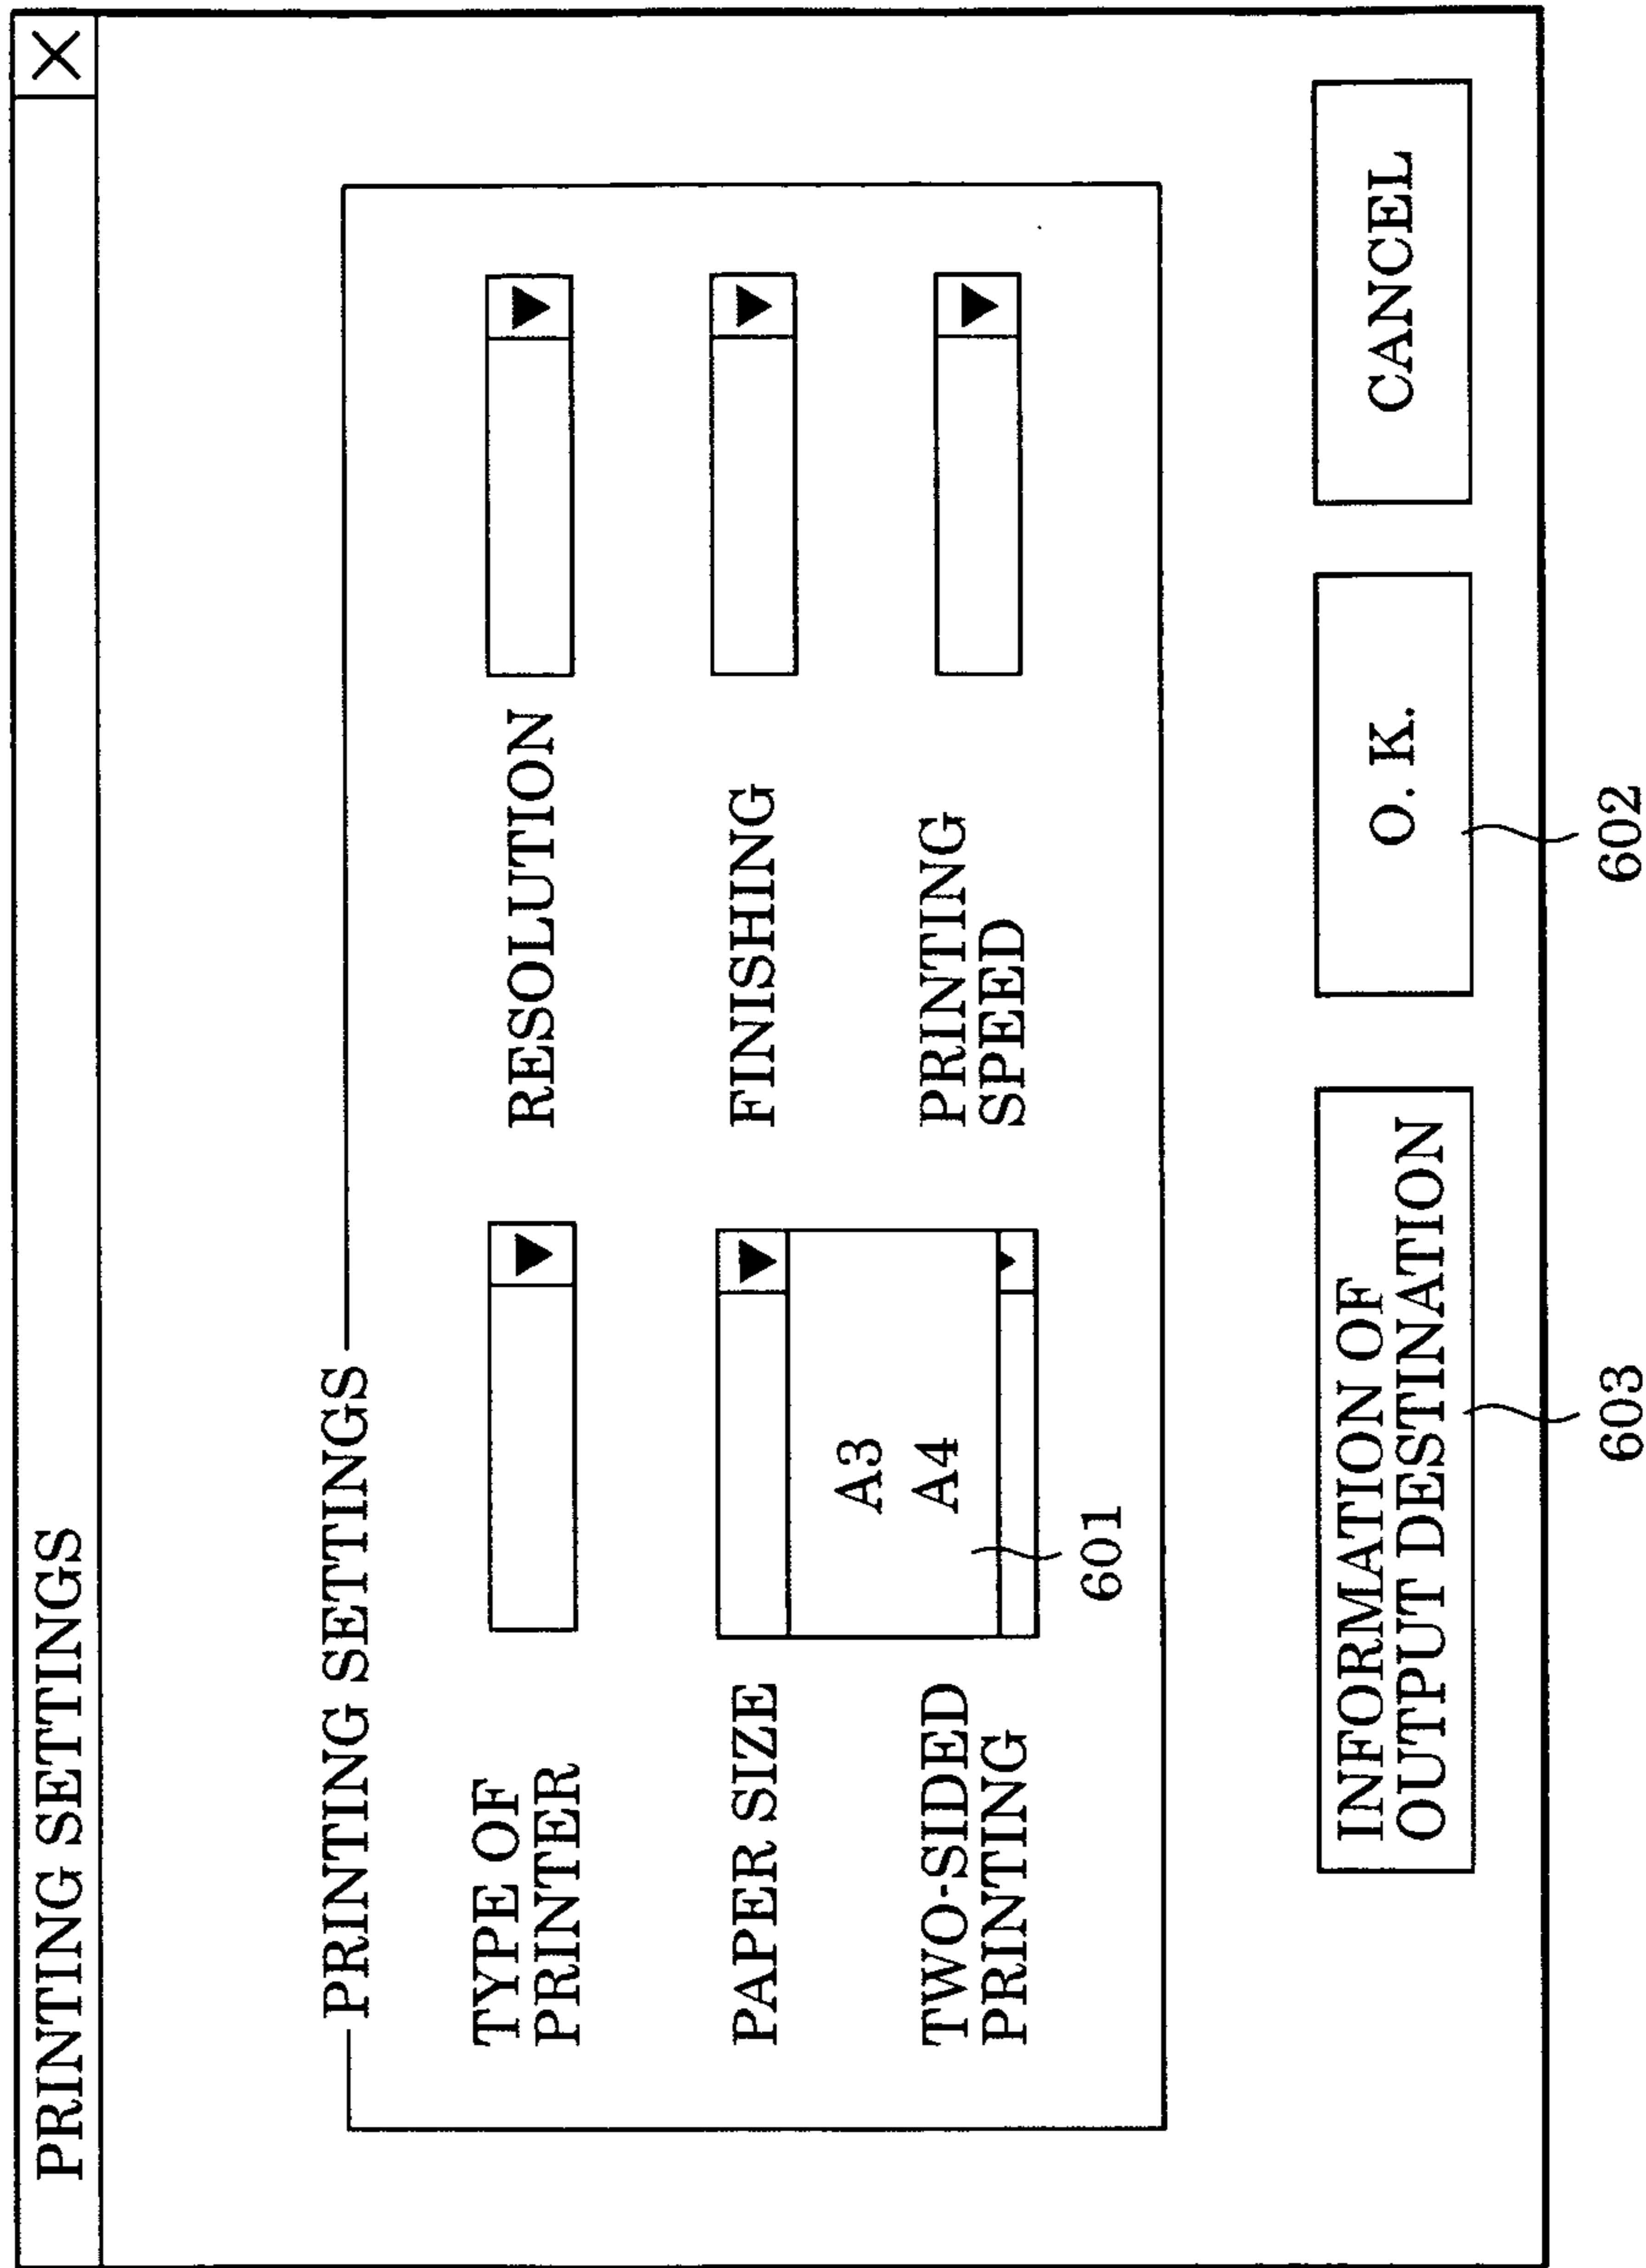 PRINTING SETTINGS
X
PRINTING SETTINGS
TYPE OF
PRINTER
RESOLUTION
PAPER SIZE
A3
A4
601
FINISHING
TWO-SIDED
PRINTING
PRINTING
SPEED
INFORMATION OF
OUTPUT DESTINATION
O. K.
CANCEL
603
602